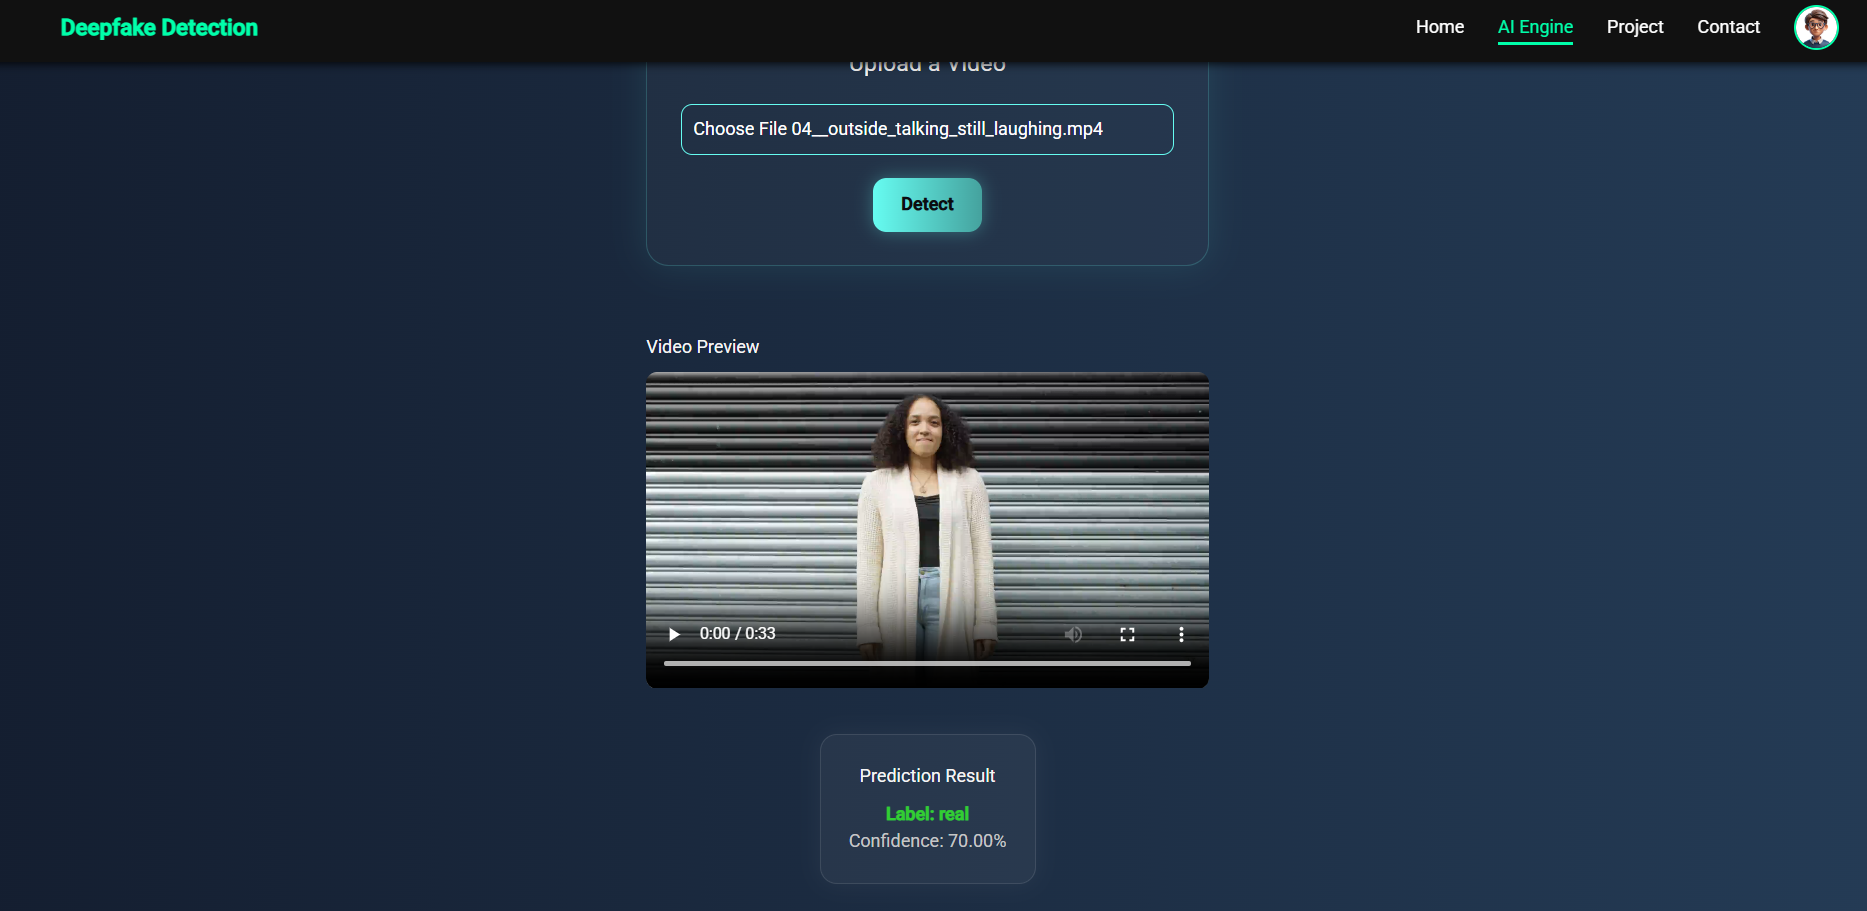 Deepfake Detection
Home
AI Engine
Project
Contact
Upload a Video
Choose File 04__outside_talking_still_laughing.mp4
Detect
Video Preview
0:00 / 0:33
Prediction Result
Label: real
Confidence: 70.00%